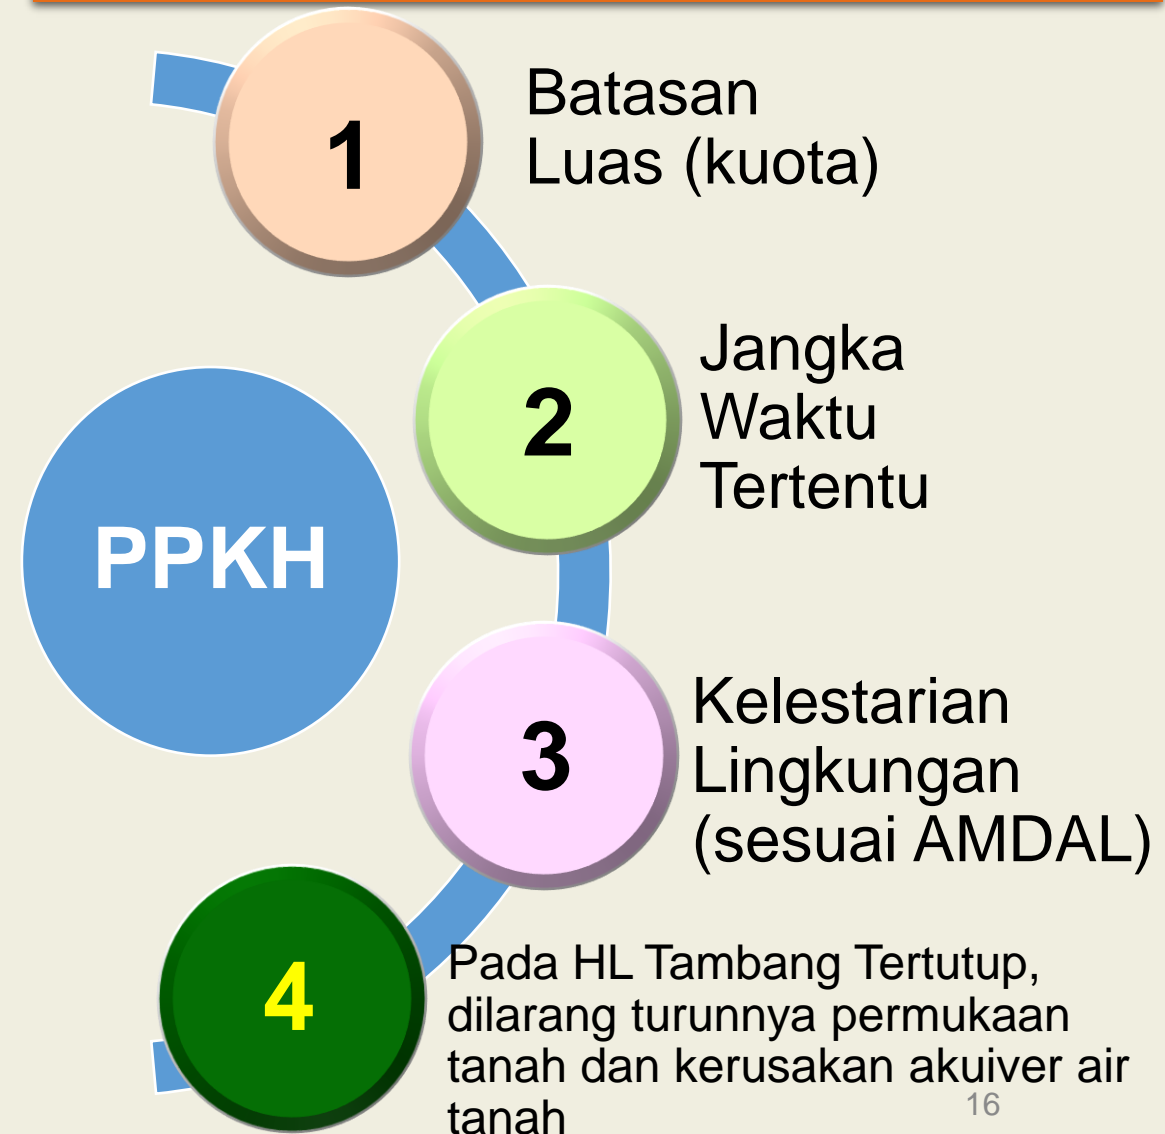 1
Batasan
Luas (kuota)
2
Jangka
Waktu
Tertentu
PPKH
3
Kelestarian
Lingkungan
(sesuai AMDAL)
4
Pada HL Tambang Tertutup,
dilarang turunnya permukaan
tanah dan kerusakan akuiver air
tanah
16